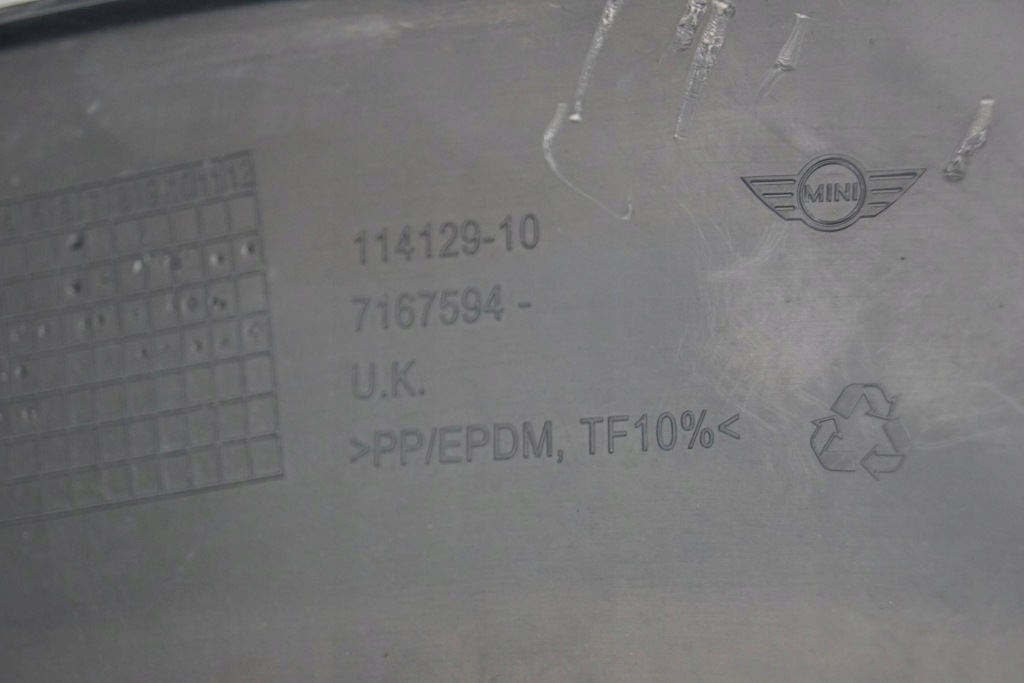 MINI
114129-10
7167594 -
U.K.
>PP/EPDM, TF10%<